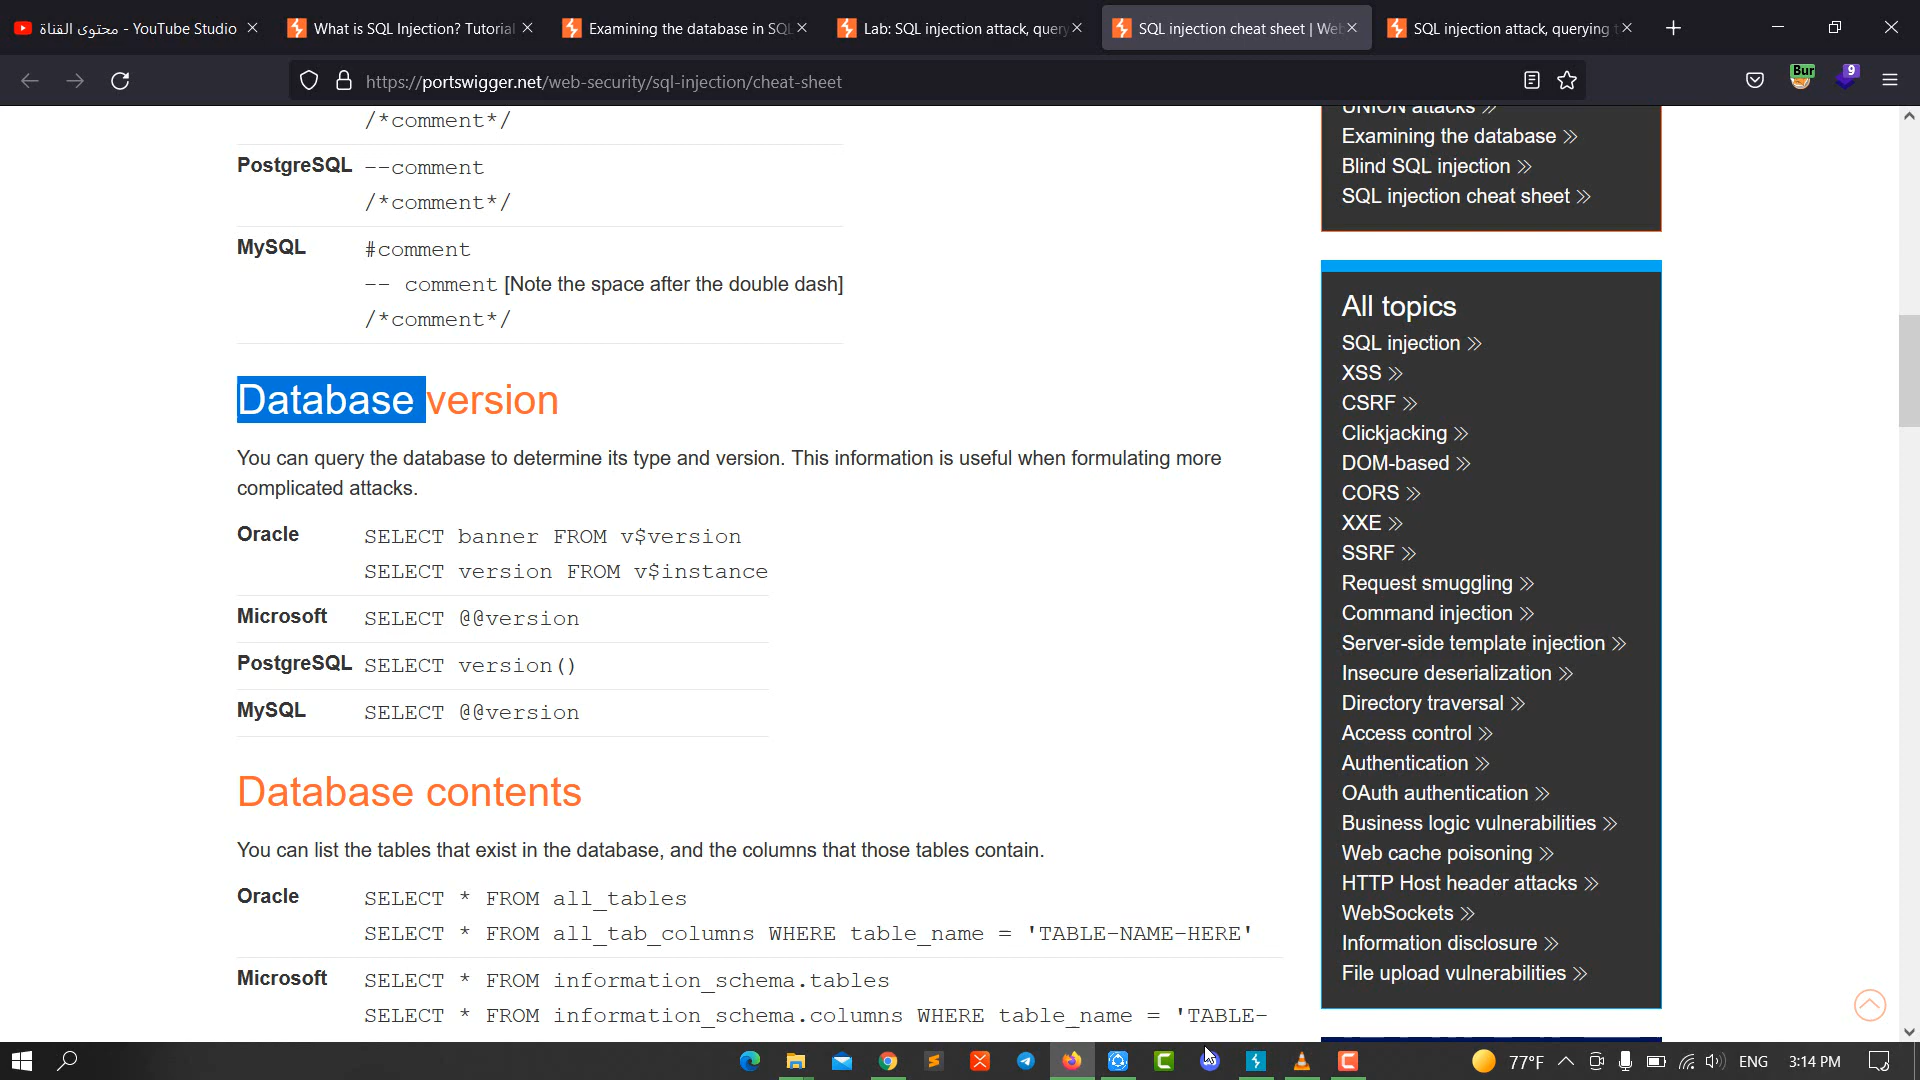 محتوى القناة - YouTube Studio
What is SQL Injection? Tutorial
Examining the database in SQL
Lab: SQL injection attack, query
SQL injection cheat sheet | Web
SQL injection attack, querying t
https://portswigger.net/web-security/sql-injection/cheat-sheet
Bur
9
/*comment*/
PostgreSQL --comment
/*comment*/
MySQL #comment
-- comment [Note the space after the double dash]
/*comment*/
Database version
You can query the database to determine its type and version. This information is useful when formulating more
complicated attacks.
Oracle SELECT banner FROM v$version
SELECT version FROM v$instance
Microsoft SELECT @@version
PostgreSQL SELECT version()
MySQL SELECT @@version
Database contents
You can list the tables that exist in the database, and the columns that those tables contain.
Oracle SELECT * FROM all_tables
SELECT * FROM all_tab_columns WHERE table_name = 'TABLE-NAME-HERE'
Microsoft SELECT * FROM information_schema.tables
SELECT * FROM information_schema.columns WHERE table_name = 'TABLE-
UNION attacks
Examining the database
Blind SQL injection
SQL injection cheat sheet
All topics
SQL injection
XSS
CSRF
Clickjacking
DOM-based
CORS
XXE
SSRF
Request smuggling
Command injection
Server-side template injection
Insecure deserialization
Directory traversal
Access control
Authentication
OAuth authentication
Business logic vulnerabilities
Web cache poisoning
HTTP Host header attacks
WebSockets
Information disclosure
File upload vulnerabilities
77°F ENG 3:14 PM